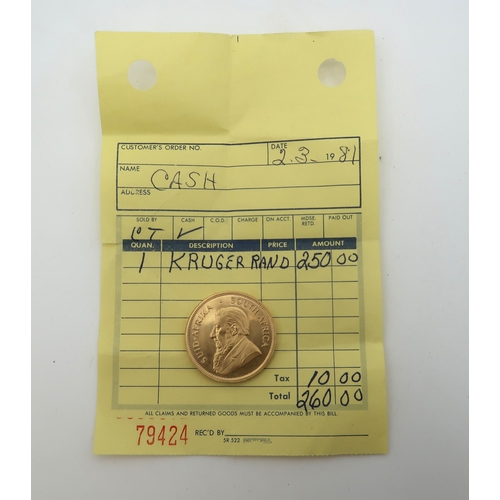 CUSTOMER'S ORDER NO. DATE 2-3- 1981
NAME CASH
ADDRESS
SOLD BY CASH C.O.D. CHARGE ON ACCT. MDSE. RETD. PAID OUT
✓
QUAN. DESCRIPTION PRICE AMOUNT
1 KRUGER RAND 250 00
SUID-AFRIKA SOUTH AFRICA
Tax 10 00
Total 260 00
ALL CLAIMS AND RETURNED GOODS MUST BE ACCOMPANIED BY THIS BILL.
79424 REC'D BY
SR 522